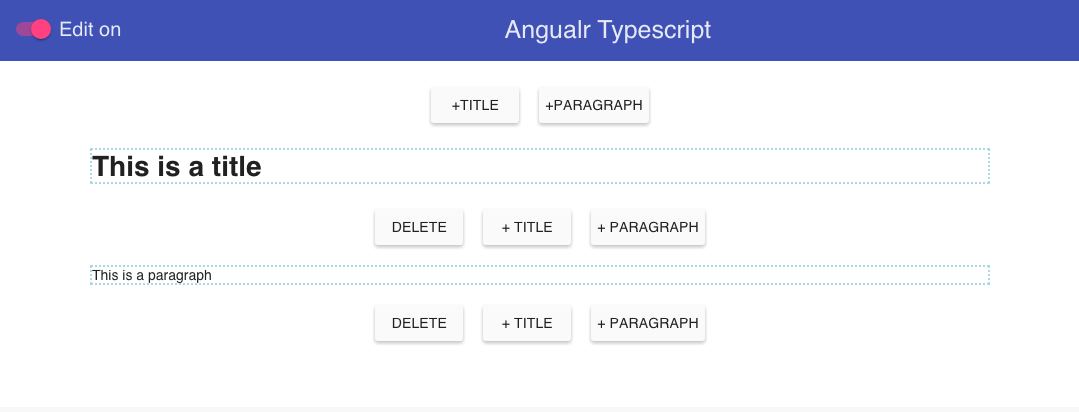 Edit on
Angualr Typescript
+TITLE
+PARAGRAPH
This is a title
DELETE
+ TITLE
+ PARAGRAPH
This is a paragraph
DELETE
+ TITLE
+ PARAGRAPH